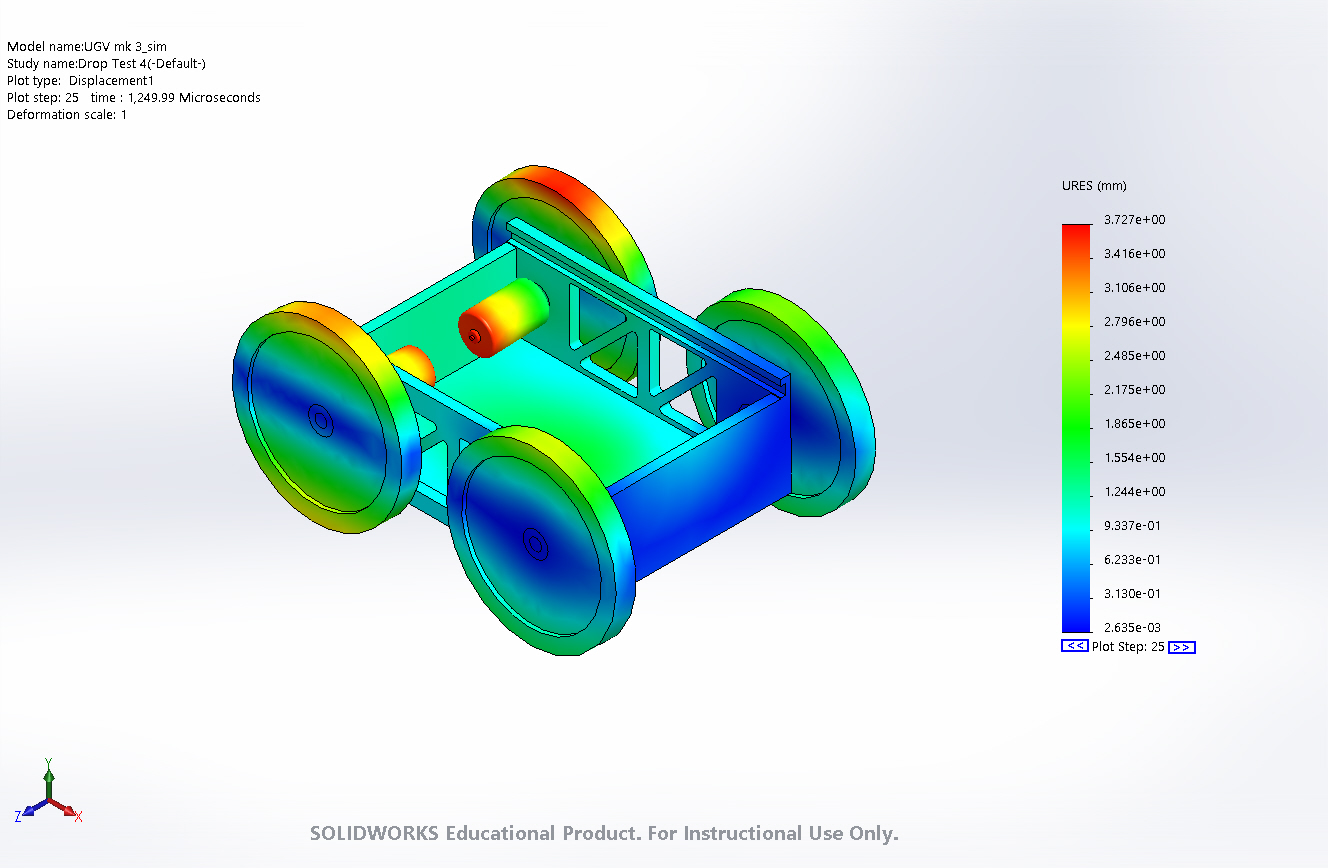 Model name:UGV mk 3_sim
Study name:Drop Test 4(-Default-)
Plot type: Displacement1
Plot step: 25 time : 1,249.99 Microseconds
Deformation scale: 1
URES (mm)
3.727e+00
3.416e+00
3.106e+00
2.796e+00
2.485e+00
2.175e+00
1.865e+00
1.554e+00
1.244e+00
9.337e-01
6.233e-01
3.130e-01
2.635e-03
<< Plot Step: 25 >>
Y
Z X
SOLIDWORKS Educational Product. For Instructional Use Only.